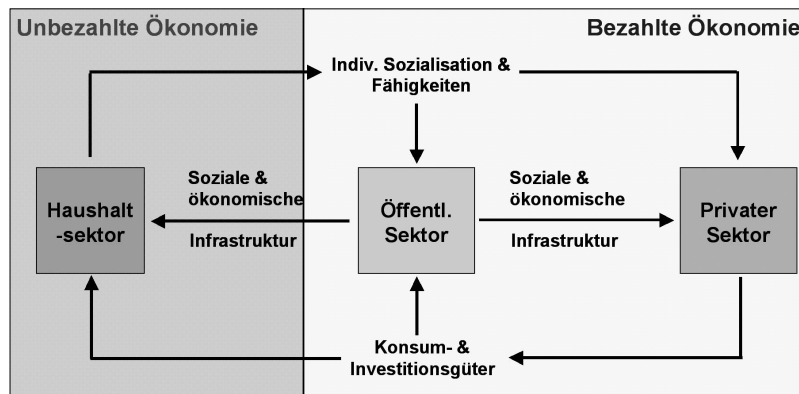 Unbezahlte Ökonomie
Bezahlte Ökonomie
Indiv. Sozialisation &
Fähigkeiten
Haushalt
-sektor
Soziale &
ökonomische
Infrastruktur
Öffentl.
Sektor
Soziale &
ökonomische
Infrastruktur
Privater
Sektor
Konsum- &
Investitionsgüter